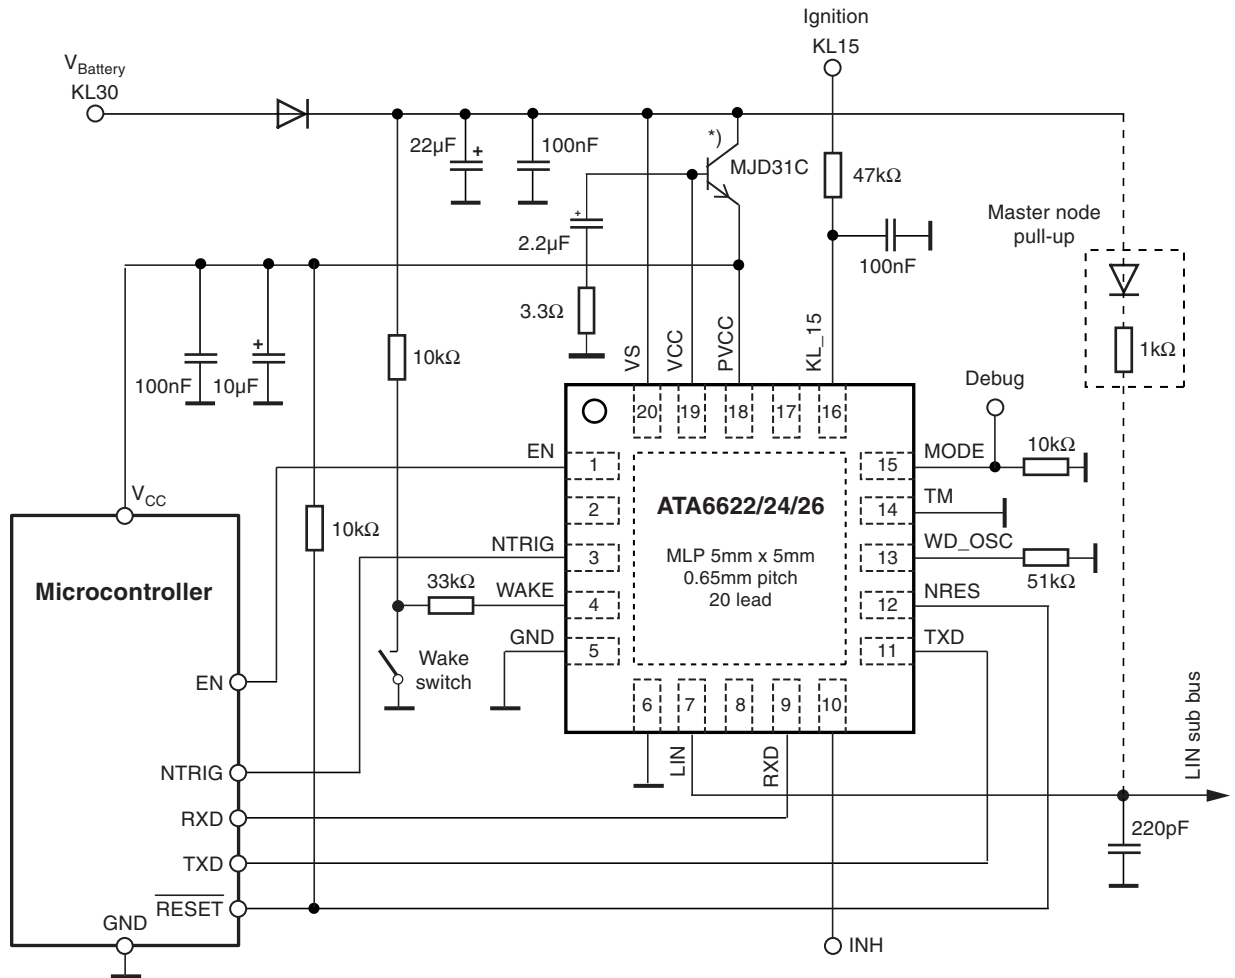 Ignition
KL15
V Battery
KL30
22µF
+
100nF
*)
MJD31C
47kΩ
Master node
pull-up
+
2.2µF
100nF
3.3Ω
VS
VCC
PVCC
KL_15
10kΩ
1kΩ
+
100nF
10µF
Debug
20
19
18
17
16
EN
1
15
MODE
10kΩ
VCC
2
ATA6622/24/26
14
TM
10kΩ
NTRIG
3
MLP 5mm x 5mm
0.65mm pitch
20 lead
13
WD_OSC
51kΩ
Microcontroller
33kΩ
WAKE
4
12
NRES
GND
5
11
TXD
Wake
switch
EN
6
7
8
9
10
LIN
RXD
LIN sub bus
NTRIG
RXD
220pF
TXD
RESET
GND
INH